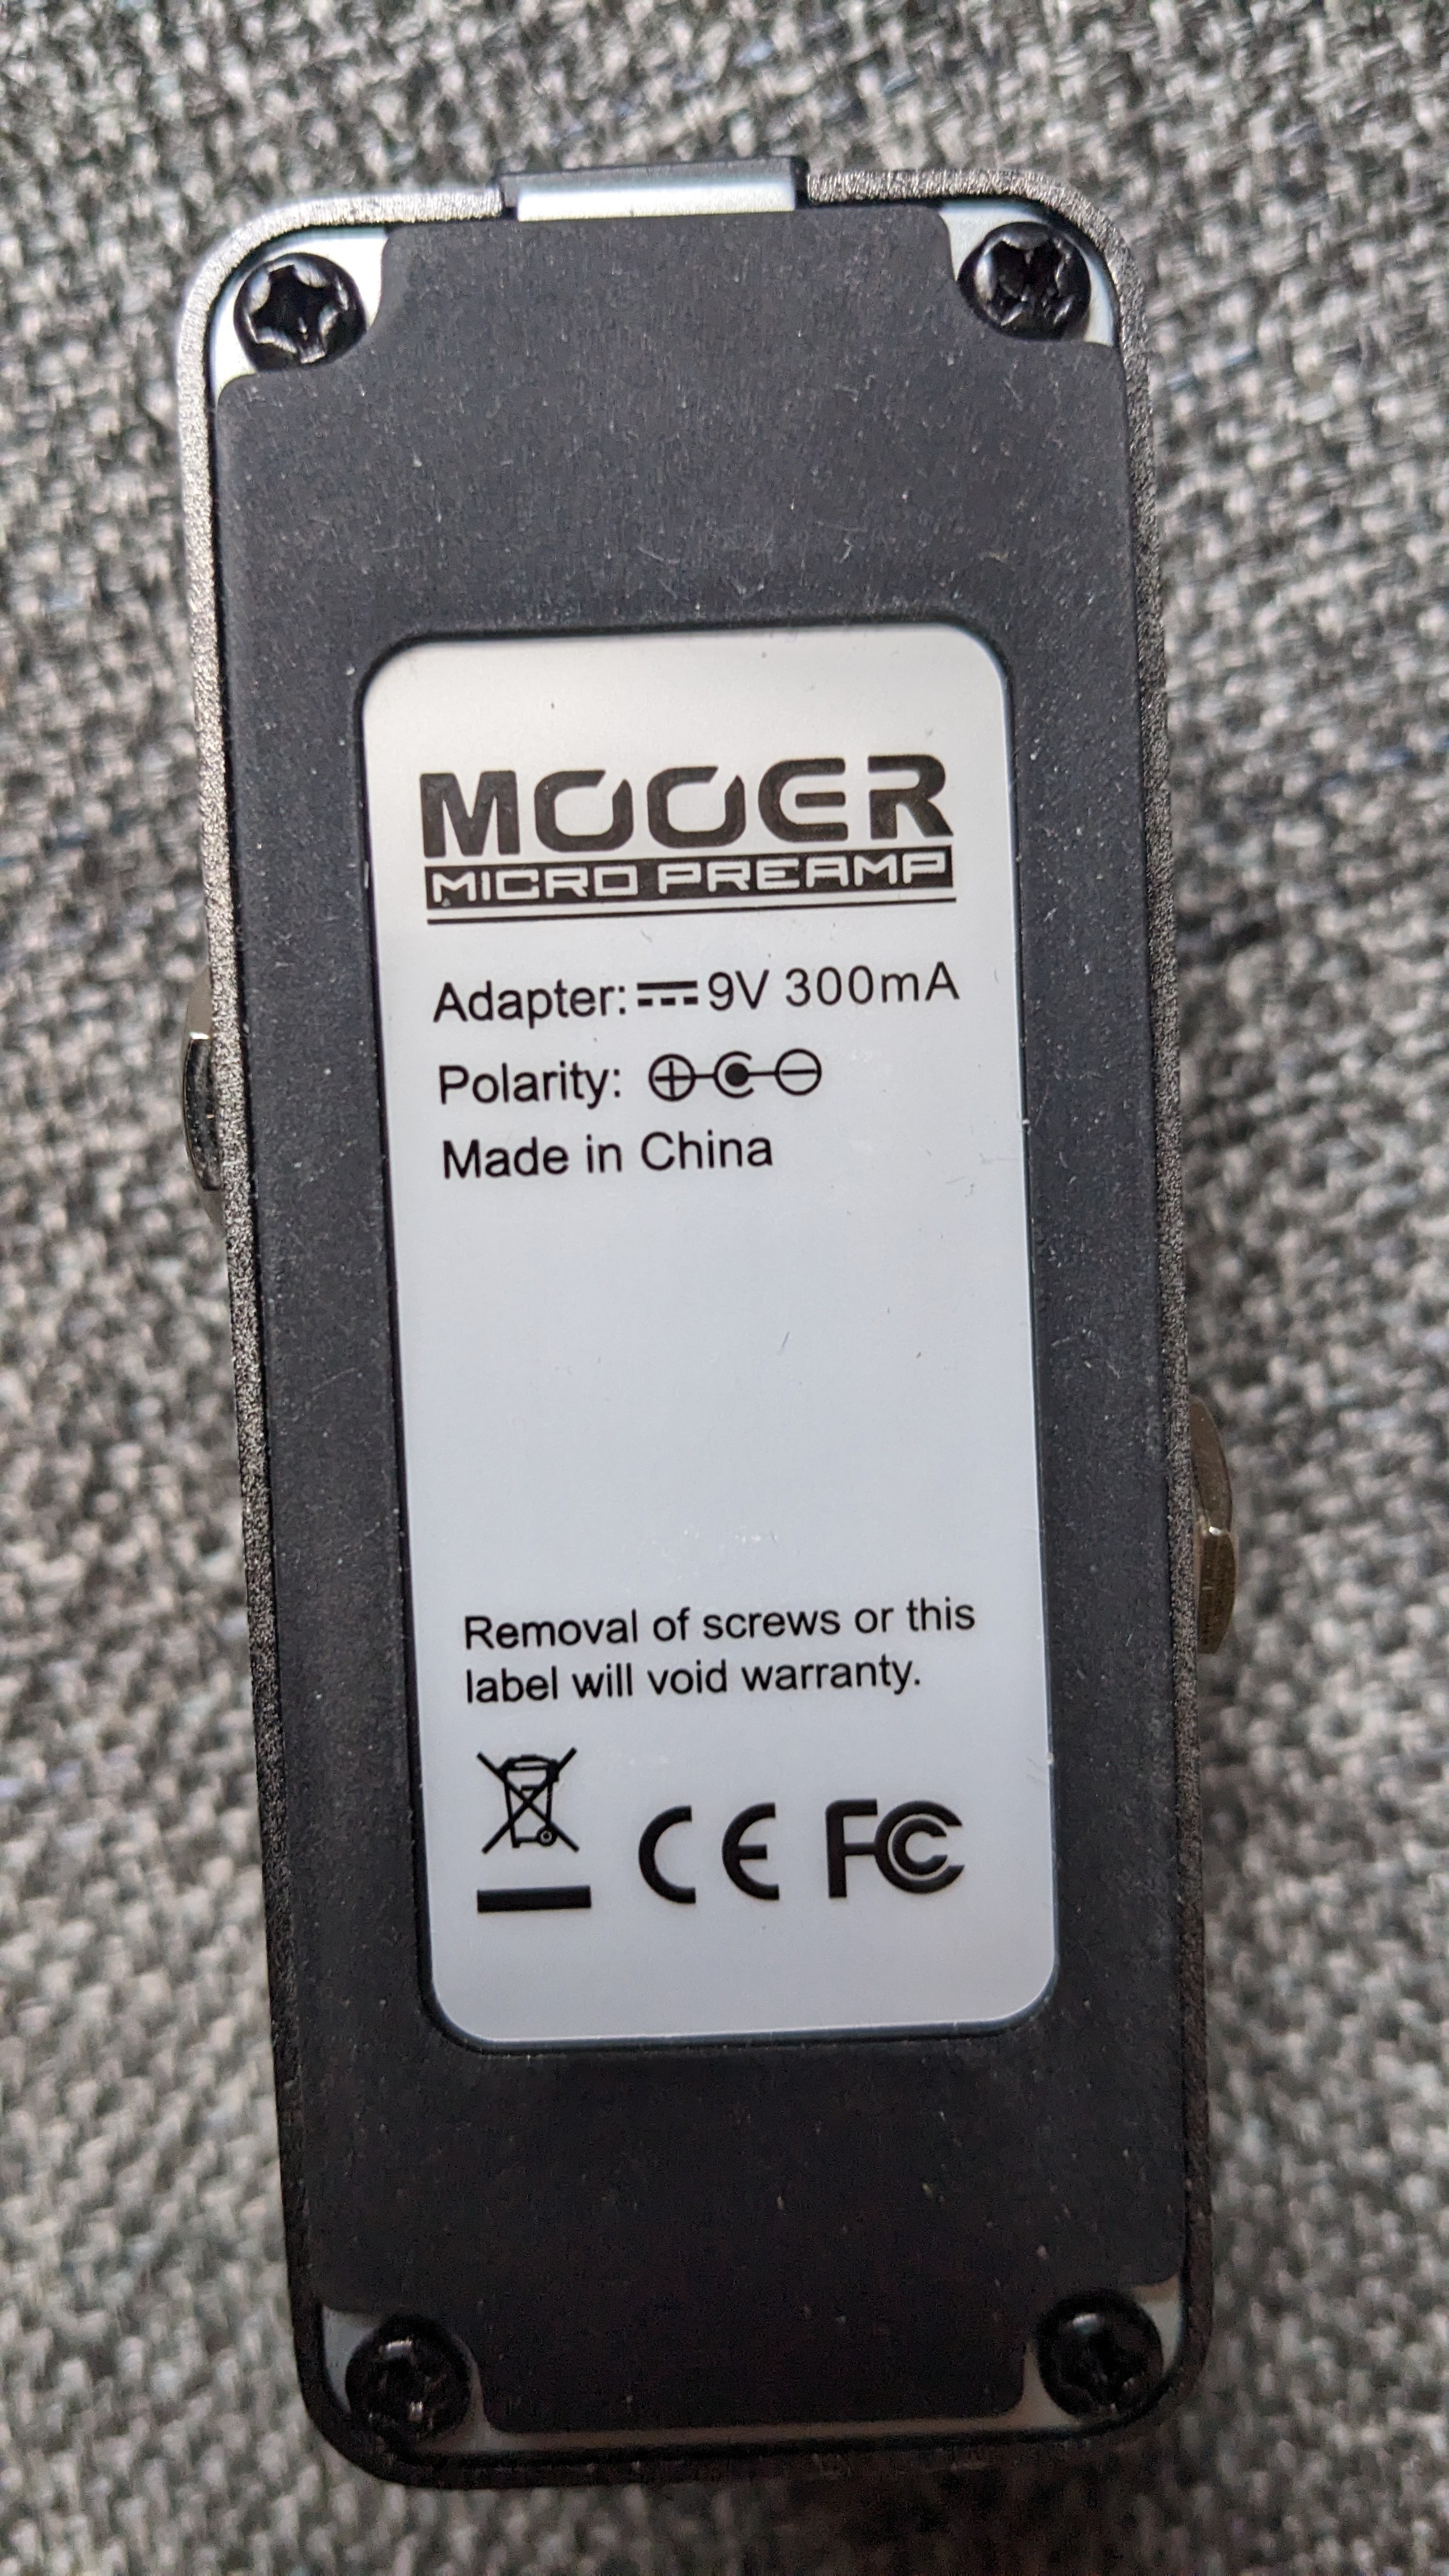 MOOER
MICRO PREAMP
Adapter: ⎓ 9V 300mA
Polarity:
Made in China
Removal of screws or this
label will void warranty.
CE FC